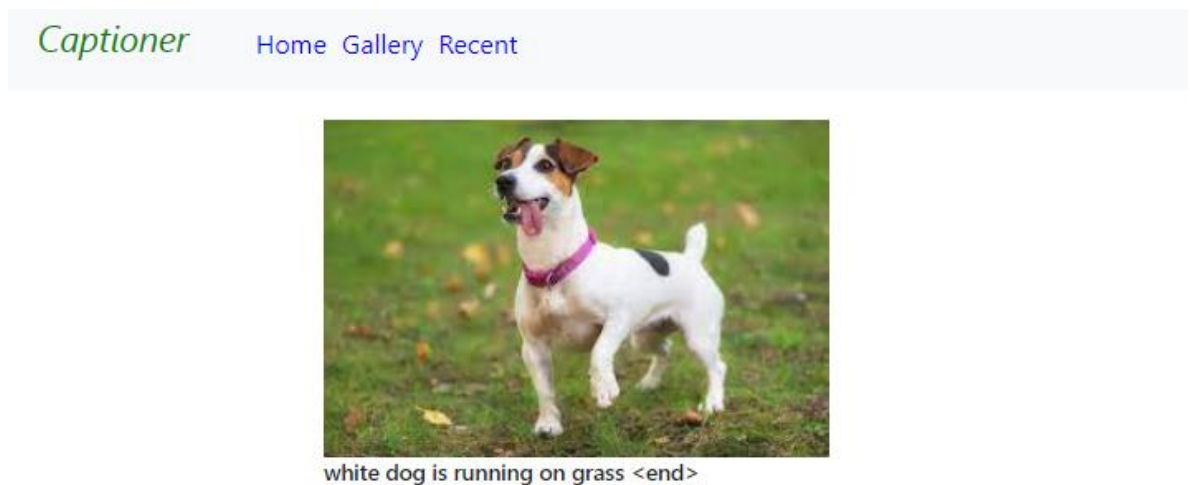 Captioner
Home Gallery Recent
white dog is running on grass <end>